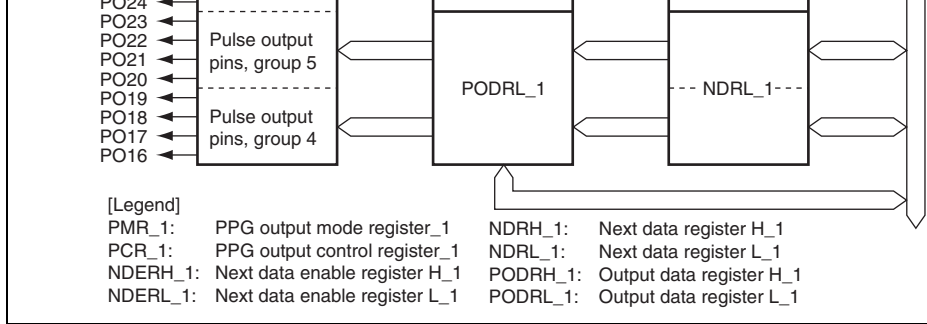 PO24
PO23
PO22
PO21
PO20
PO19
PO18
PO17
PO16
Pulse output
pins, group 5
Pulse output
pins, group 4
PODRL_1
NDRL_1
[Legend]
PMR_1: PPG output mode register_1 NDRH_1: Next data register H_1
PCR_1: PPG output control register_1 NDRL_1: Next data register L_1
NDERH_1: Next data enable register H_1 PODRH_1: Output data register H_1
NDERL_1: Next data enable register L_1 PODRL_1: Output data register L_1